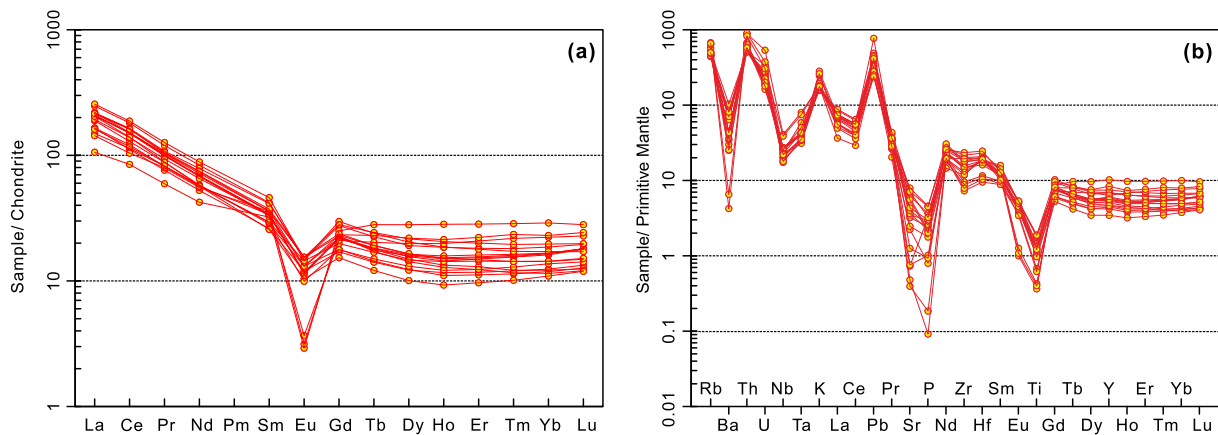 1000
100
10
1
Sample/ Chondrite
(a)
La Ce Pr Nd Pm Sm Eu Gd Tb Dy Ho Er Tm Yb Lu
1000
100
10
1
0.1
0.01
Sample/ Primitive Mantle
(b)
Rb Th Nb K Ce Pr P Zr Sm Ti Tb Y Er Yb
Ba U Ta La Pb Sr Nd Hf Eu Gd Dy Ho Tm Lu